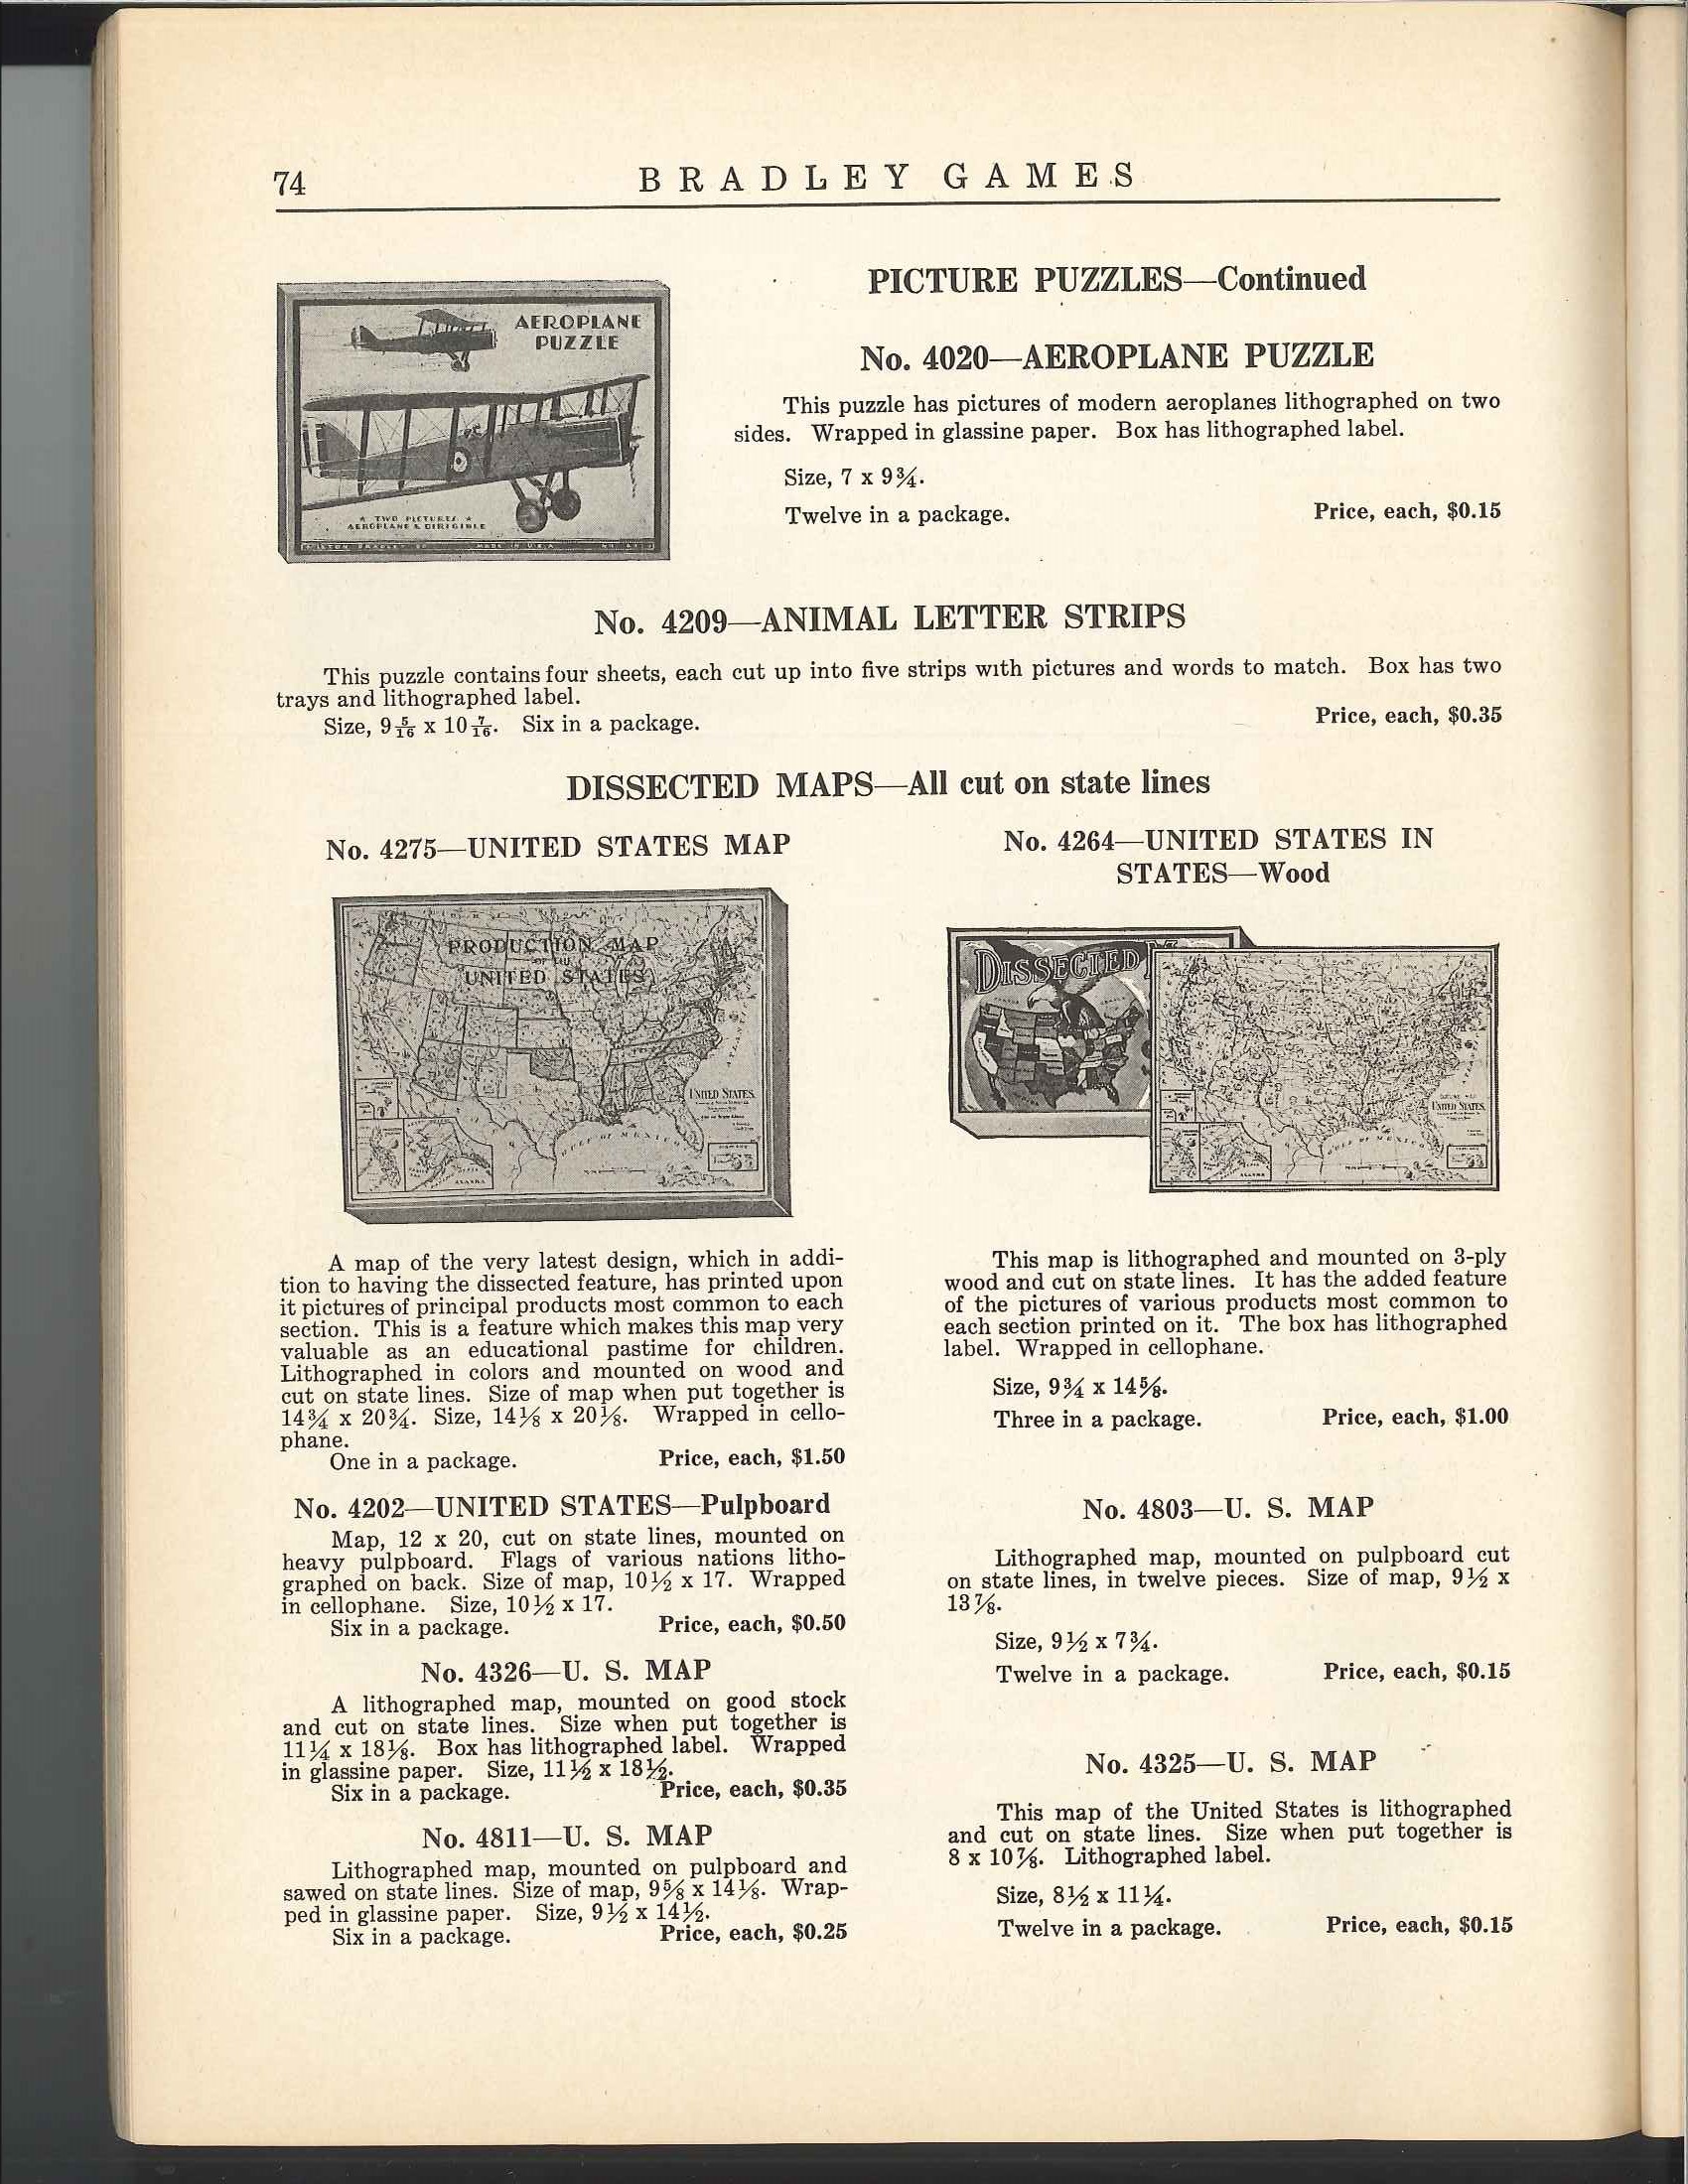 74
BRADLEY GAMES
AEROPLANE
PUZZLE
★ TWO PICTURES ★
AEROPLANE & DIRIGIBLE
MADE IN U.S.A.
PICTURE PUZZLES—Continued
No. 4020—AEROPLANE PUZZLE
This puzzle has pictures of modern aeroplanes lithographed on two
sides. Wrapped in glassine paper. Box has lithographed label.
Size, 7 x 9¾.
Twelve in a package. Price, each, $0.15
No. 4209—ANIMAL LETTER STRIPS
This puzzle contains four sheets, each cut up into five strips with pictures and words to match. Box has two
trays and lithographed label.
Size, 9 5/16 x 10 7/16. Six in a package. Price, each, $0.35
DISSECTED MAPS—All cut on state lines
No. 4275—UNITED STATES MAP
PRODUCTION MAP
OF THE
UNITED STATES
UNITED STATES
GULF OF MEXICO
ALASKA
A map of the very latest design, which in addi-
tion to having the dissected feature, has printed upon
it pictures of principal products most common to each
section. This is a feature which makes this map very
valuable as an educational pastime for children.
Lithographed in colors and mounted on wood and
cut on state lines. Size of map when put together is
14¾ x 20¾. Size, 14⅛ x 20⅛. Wrapped in cello-
phane.
One in a package. Price, each, $1.50
No. 4202—UNITED STATES—Pulpboard
Map, 12 x 20, cut on state lines, mounted on
heavy pulpboard. Flags of various nations litho-
graphed on back. Size of map, 10½ x 17. Wrapped
in cellophane. Size, 10½ x 17.
Six in a package. Price, each, $0.50
No. 4326—U. S. MAP
A lithographed map, mounted on good stock
and cut on state lines. Size when put together is
11¼ x 18⅛. Box has lithographed label. Wrapped
in glassine paper. Size, 11½ x 18½.
Six in a package. Price, each, $0.35
No. 4811—U. S. MAP
Lithographed map, mounted on pulpboard and
sawed on state lines. Size of map, 9⅝ x 14⅛. Wrap-
ped in glassine paper. Size, 9½ x 14½.
Six in a package. Price, each, $0.25
No. 4264—UNITED STATES IN
STATES—Wood
DISSECTED
UNITED STATES
GULF OF MEXICO
ALASKA
This map is lithographed and mounted on 3-ply
wood and cut on state lines. It has the added feature
of the pictures of various products most common to
each section printed on it. The box has lithographed
label. Wrapped in cellophane.
Size, 9¾ x 14⅝.
Three in a package. Price, each, $1.00
No. 4803—U. S. MAP
Lithographed map, mounted on pulpboard cut
on state lines, in twelve pieces. Size of map, 9½ x
13⅞.
Size, 9½ x 7¾.
Twelve in a package. Price, each, $0.15
No. 4325—U. S. MAP
This map of the United States is lithographed
and cut on state lines. Size when put together is
8 x 10⅞. Lithographed label.
Size, 8½ x 11¼.
Twelve in a package. Price, each, $0.15